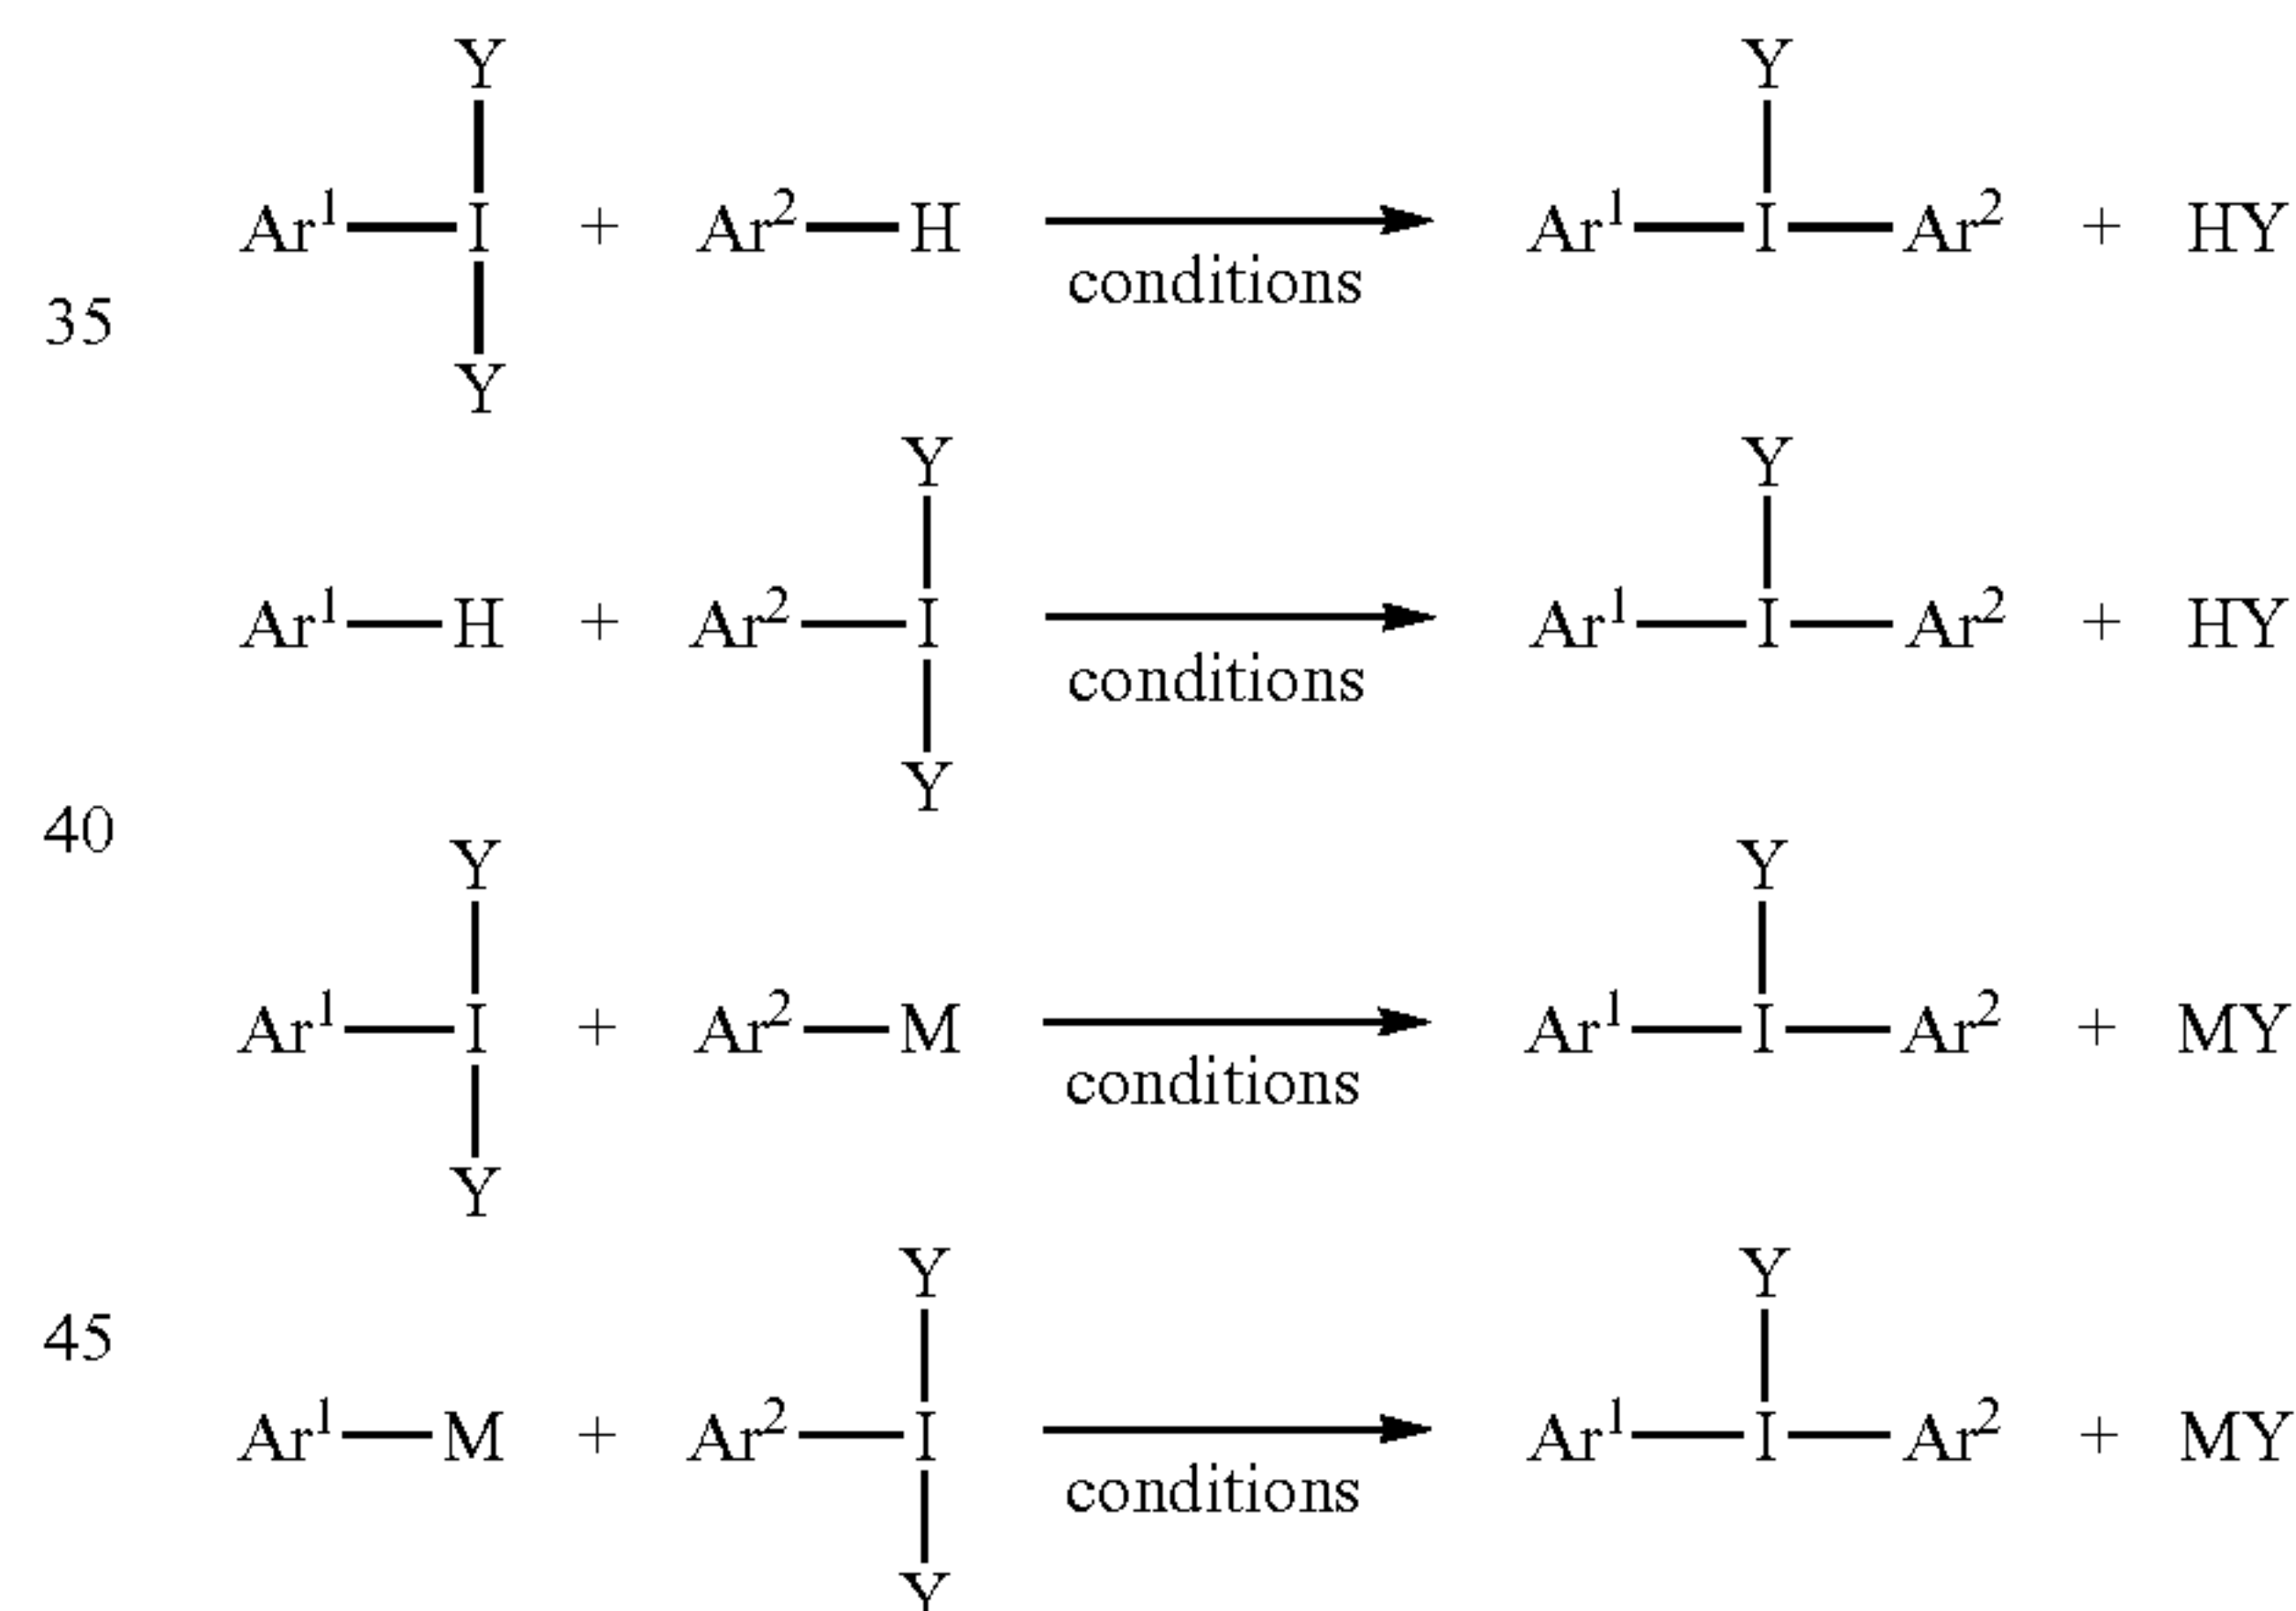 Y Y
Ar¹—I + Ar²—H → Ar¹—I—Ar² + HY
conditions
35
Y
Y Y
Ar¹—H + Ar²—I → Ar¹—I—Ar² + HY
conditions
Y
40
Y Y
Ar¹—I + Ar²—M → Ar¹—I—Ar² + MY
conditions
Y
Y Y
45
Ar¹—M + Ar²—I → Ar¹—I—Ar² + MY
conditions
Y